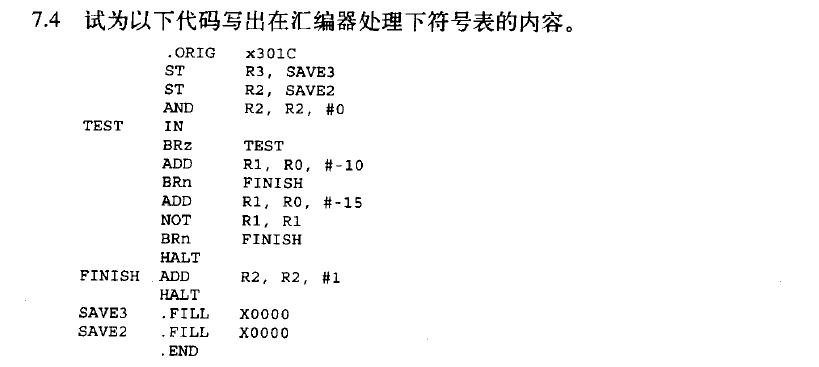 7.4 试为以下代码写出在汇编器处理下符号表的内容。
.ORIG x301C
ST R3, SAVE3
ST R2, SAVE2
AND R2, R2, #0
TEST IN
BRz TEST
ADD R1, R0, #-10
BRn FINISH
ADD R1, R0, #-15
NOT R1, R1
BRn FINISH
HALT
FINISH ADD R2, R2, #1
HALT
SAVE3 .FILL X0000
SAVE2 .FILL X0000
.END